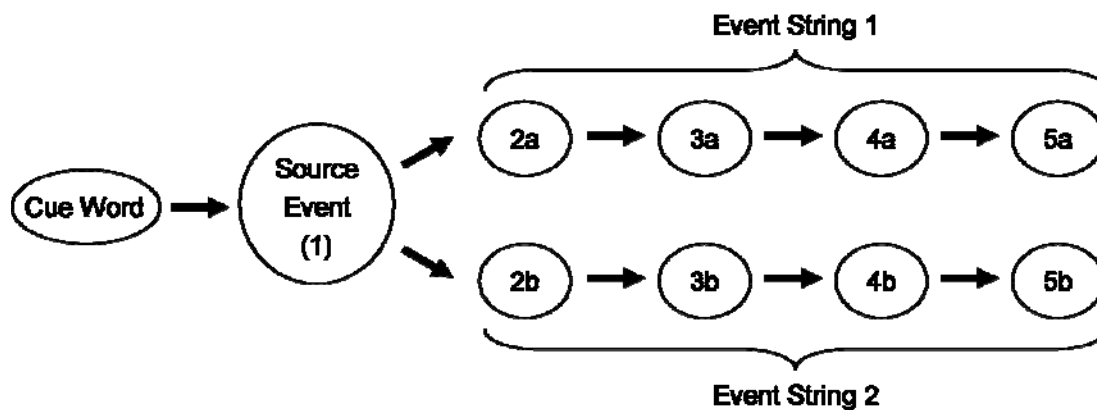 Event String 1
2a
3a
4a
5a
Cue Word
Source
Event
(1)
2b
3b
4b
5b
Event String 2